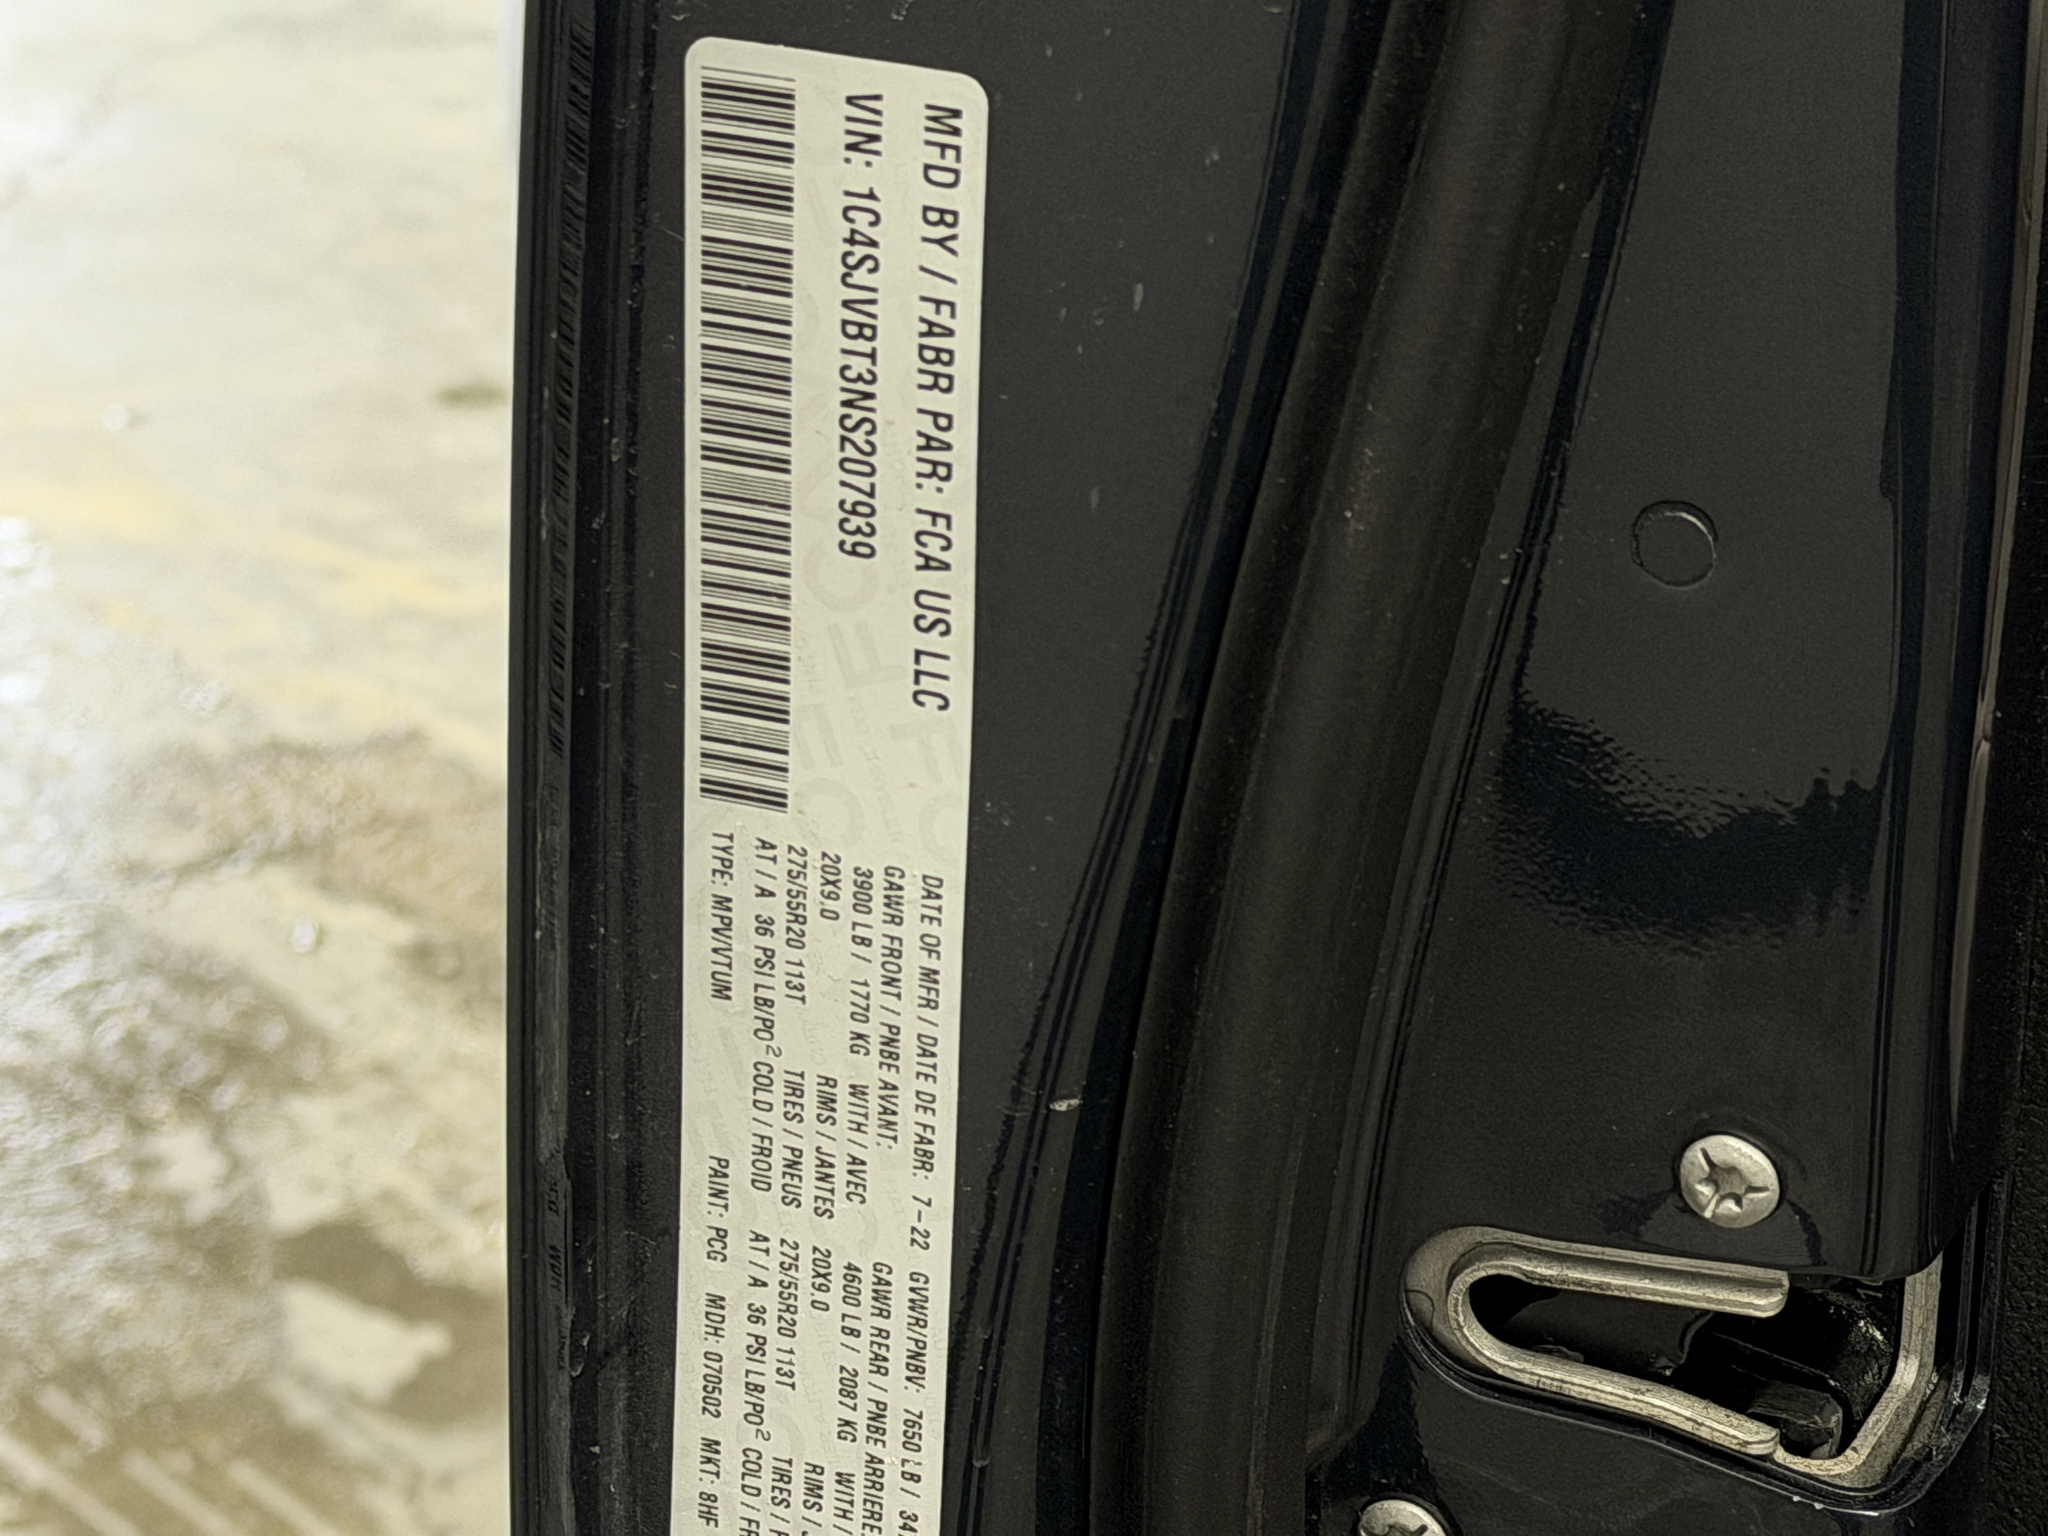 MFD BY / FABR PAR: FCA US LLC
VIN: 1C4SJVBT3NS207939
DATE OF MFR / DATE DE FABR: 7-22 GVWR/PNBV: 7650 LB / 34
GAWR FRONT / PNBE AVANT: GAWR REAR / PNBE ARRIERE:
3900 LB / 1770 KG WITH / AVEC 4600 LB / 2087 KG WITH /
20X9.0 RIMS / JANTES 20X9.0 RIMS /
275/55R20 113T TIRES / PNEUS 275/55R20 113T TIRES /
AT / A 36 PSI LB/PO² COLD / FROID AT / A 36 PSI LB/PO² COLD /
TYPE: MPV/VTUM PAINT: PCG MDH: 070502 MKT: 8HF